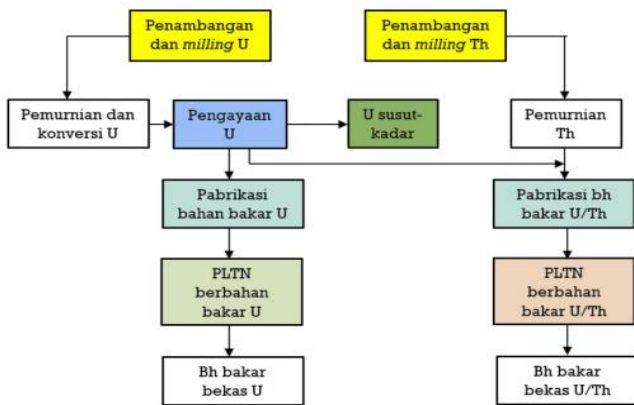 Penambangan
dan milling U
Penambangan
dan milling Th
Pemurnian dan
konversi U
Pengayaan
U
U susut-
kadar
Pemurnian
Th
Pabrikasi
bahan bakar U
Pabrikasi bh
bakar U/Th
PLTN
berbahan
bakar U
PLTN
berbahan
bakar U/Th
Bh bakar
bekas U
Bh bakar
bekas U/Th